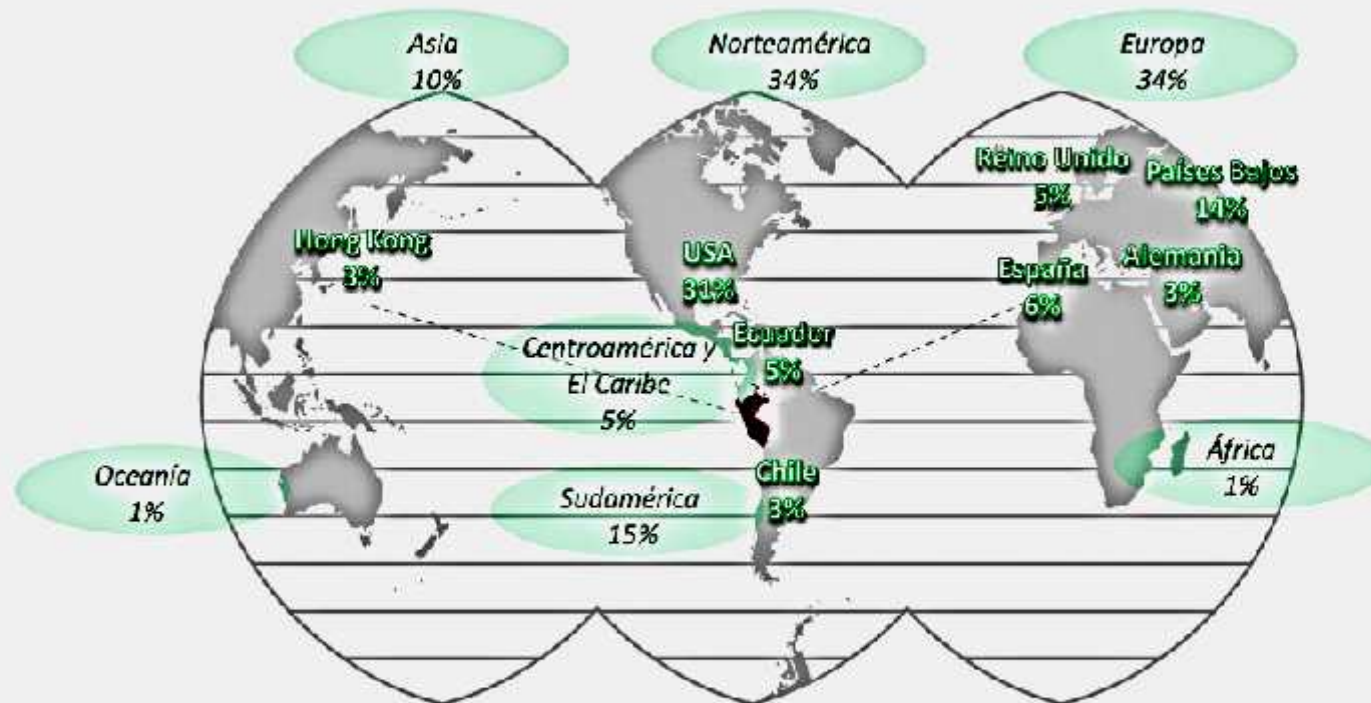 Asia
10%
Norteamérica
34%
Europa
34%
Reino Unido
5%
Países Bajos
14%
Hong Kong
3%
USA
31%
España
6%
Alemania
3%
Ecuador
5%
Centroamérica y
El Caribe
5%
Oceanía
1%
Sudamérica
15%
Chile
3%
África
1%